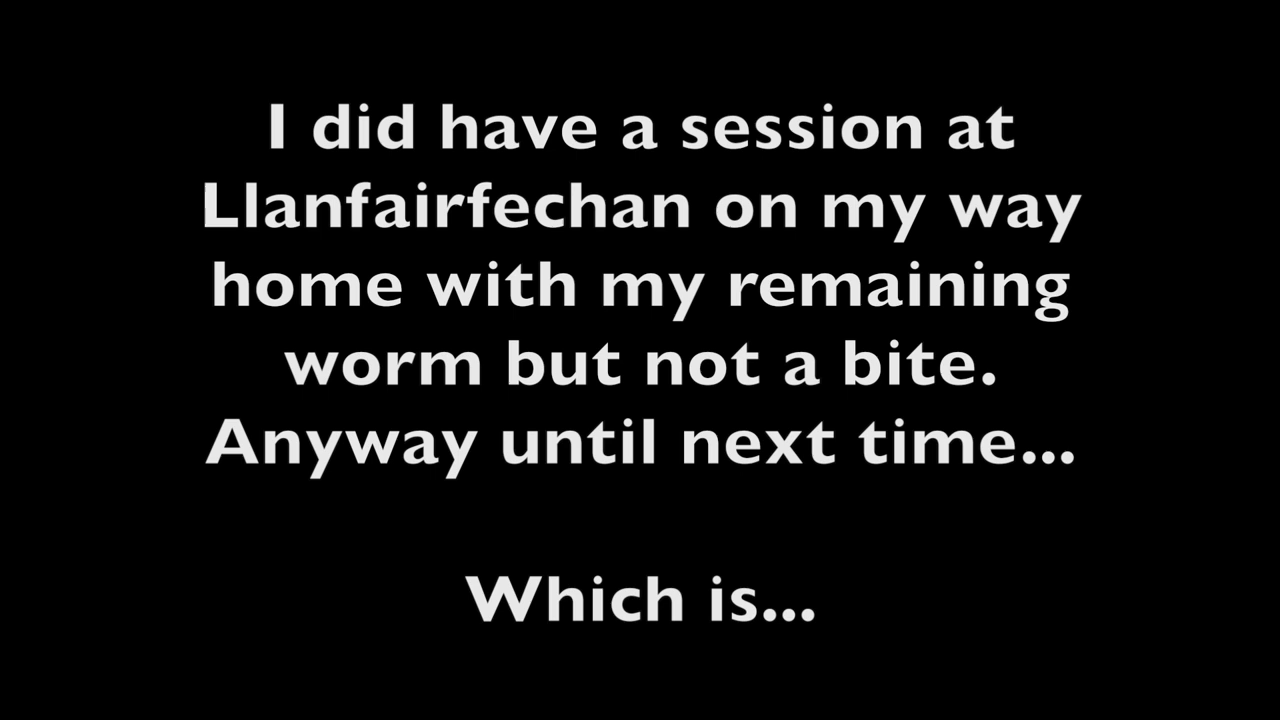 I did have a session at
Llanfairfechan on my way
home with my remaining
worm but not a bite.
Anyway until next time...
Which is...